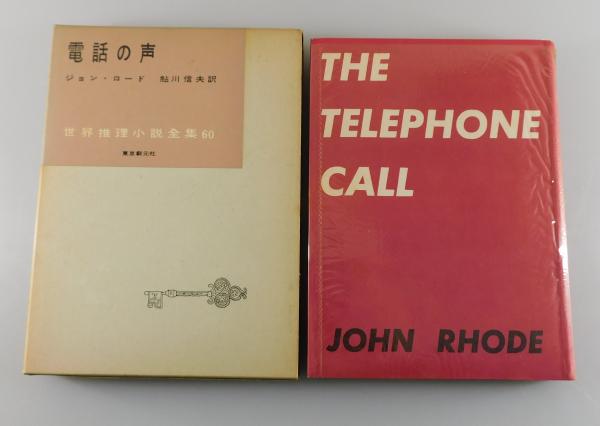 電話の声
ジョン・ロード 鮎川信夫訳
世界推理小説全集60
東京創元社
THE
TELEPHONE
CALL
JOHN RHODE